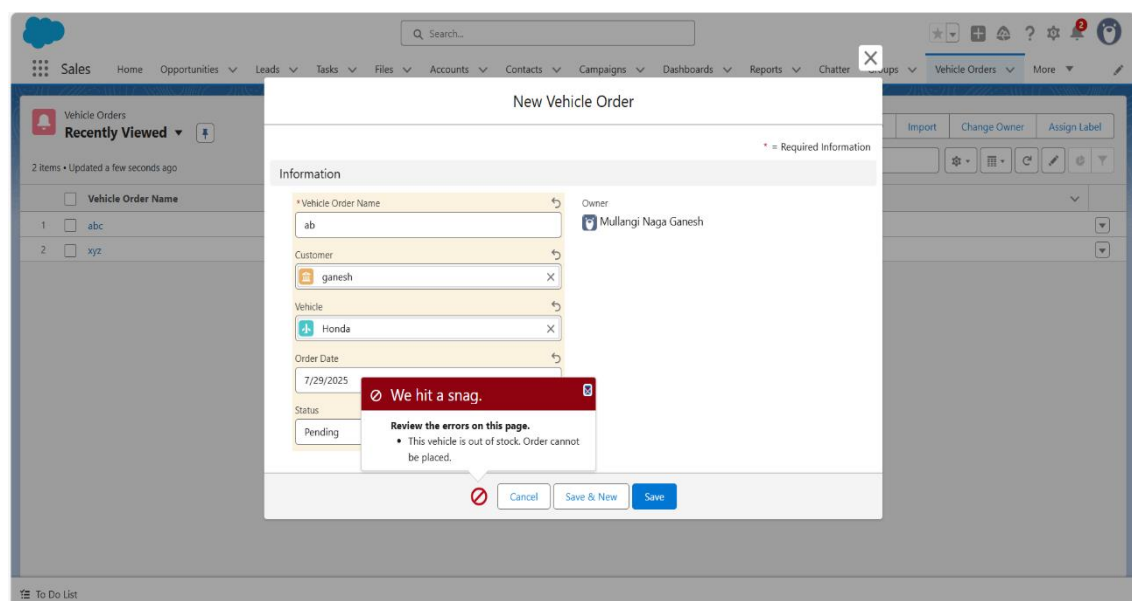 Search...
2
Sales Home Opportunities Leads Tasks Files Accounts Contacts Campaigns Dashboards Reports Chatter Vehicle Orders More
Vehicle Orders
Recently Viewed
Import Change Owner Assign Label
2 items • Updated a few seconds ago
Vehicle Order Name
1 abc
2 xyz
New Vehicle Order
* = Required Information
Information
*Vehicle Order Name
ab
Owner
Mullangi Naga Ganesh
Customer
ganesh
Vehicle
Honda
Order Date
7/29/2025
Status
Pending
We hit a snag.
Review the errors on this page.
• This vehicle is out of stock. Order cannot
be placed.
Cancel Save & New Save
To Do List